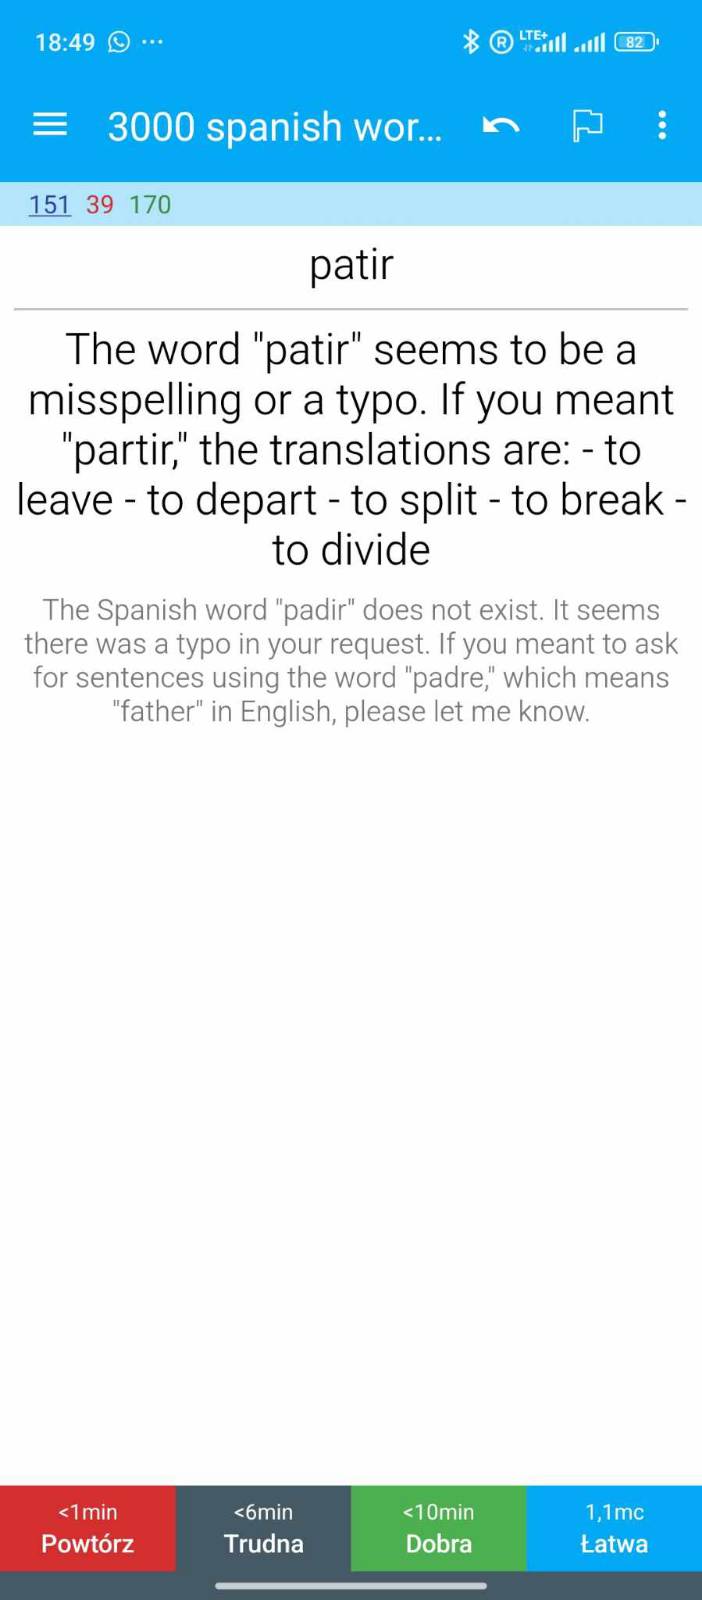 18:49
R LTE+ 82
3000 spanish wor...
151 39 170
patir
The word "patir" seems to be a
misspelling or a typo. If you meant
"partir," the translations are: - to
leave - to depart - to split - to break -
to divide
The Spanish word "padir" does not exist. It seems
there was a typo in your request. If you meant to ask
for sentences using the word "padre," which means
"father" in English, please let me know.
<1min <6min <10min 1,1mc
Powtórz Trudna Dobra Łatwa